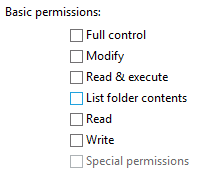 Basic permissions:
Full control
Modify
Read & execute
List folder contents
Read
Write
Special permissions